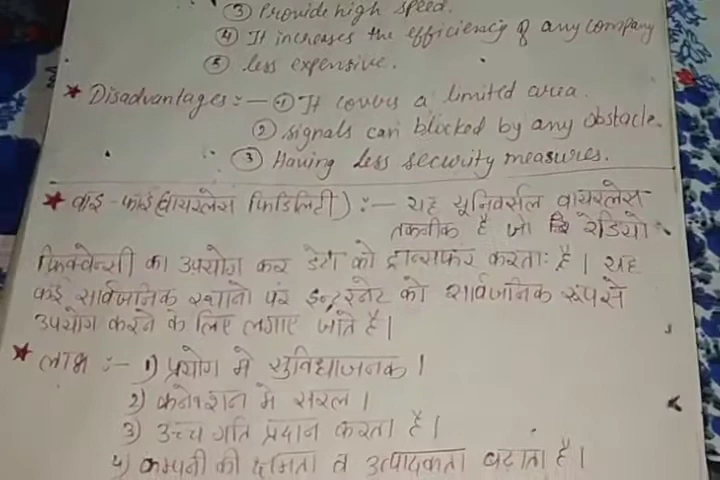 ③ Provide high speed.
④ It increases the efficiency of any company
⑤ less expensive.
★ Disadvantages :- ① It covers a limited area.
② signals can blocked by any obstacle.
③ Having less security measures.
★ वाई-फाई (वायरलेस फिडिलिटी) :- यह यूनिवर्सल वायरलेस
तकनीक है जो रेडियो
फ्रिक्वेन्सी का उपयोग कर डेटा को ट्रान्सफर करता है। यह
कई सार्वजनिक स्थानो पर इन्टरनेट को सार्वजनिक रूपसे
उपयोग करने के लिए लगाए जाते है।
★ लाभ :- 1) प्रयोग मे सुविधाजनक।
2) कनेक्शन मे सरल।
3) उच्च गति प्रदान करता है।
4) कम्पनी की क्षमता व उत्पादकता बढ़ाता है।